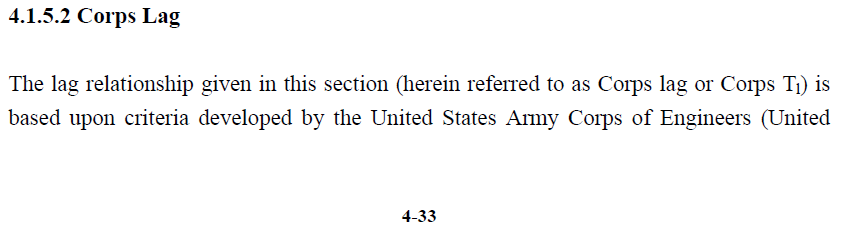 4.1.5.2 Corps Lag
The lag relationship given in this section (herein referred to as Corps lag or Corps T₁) is
based upon criteria developed by the United States Army Corps of Engineers (United
4-33